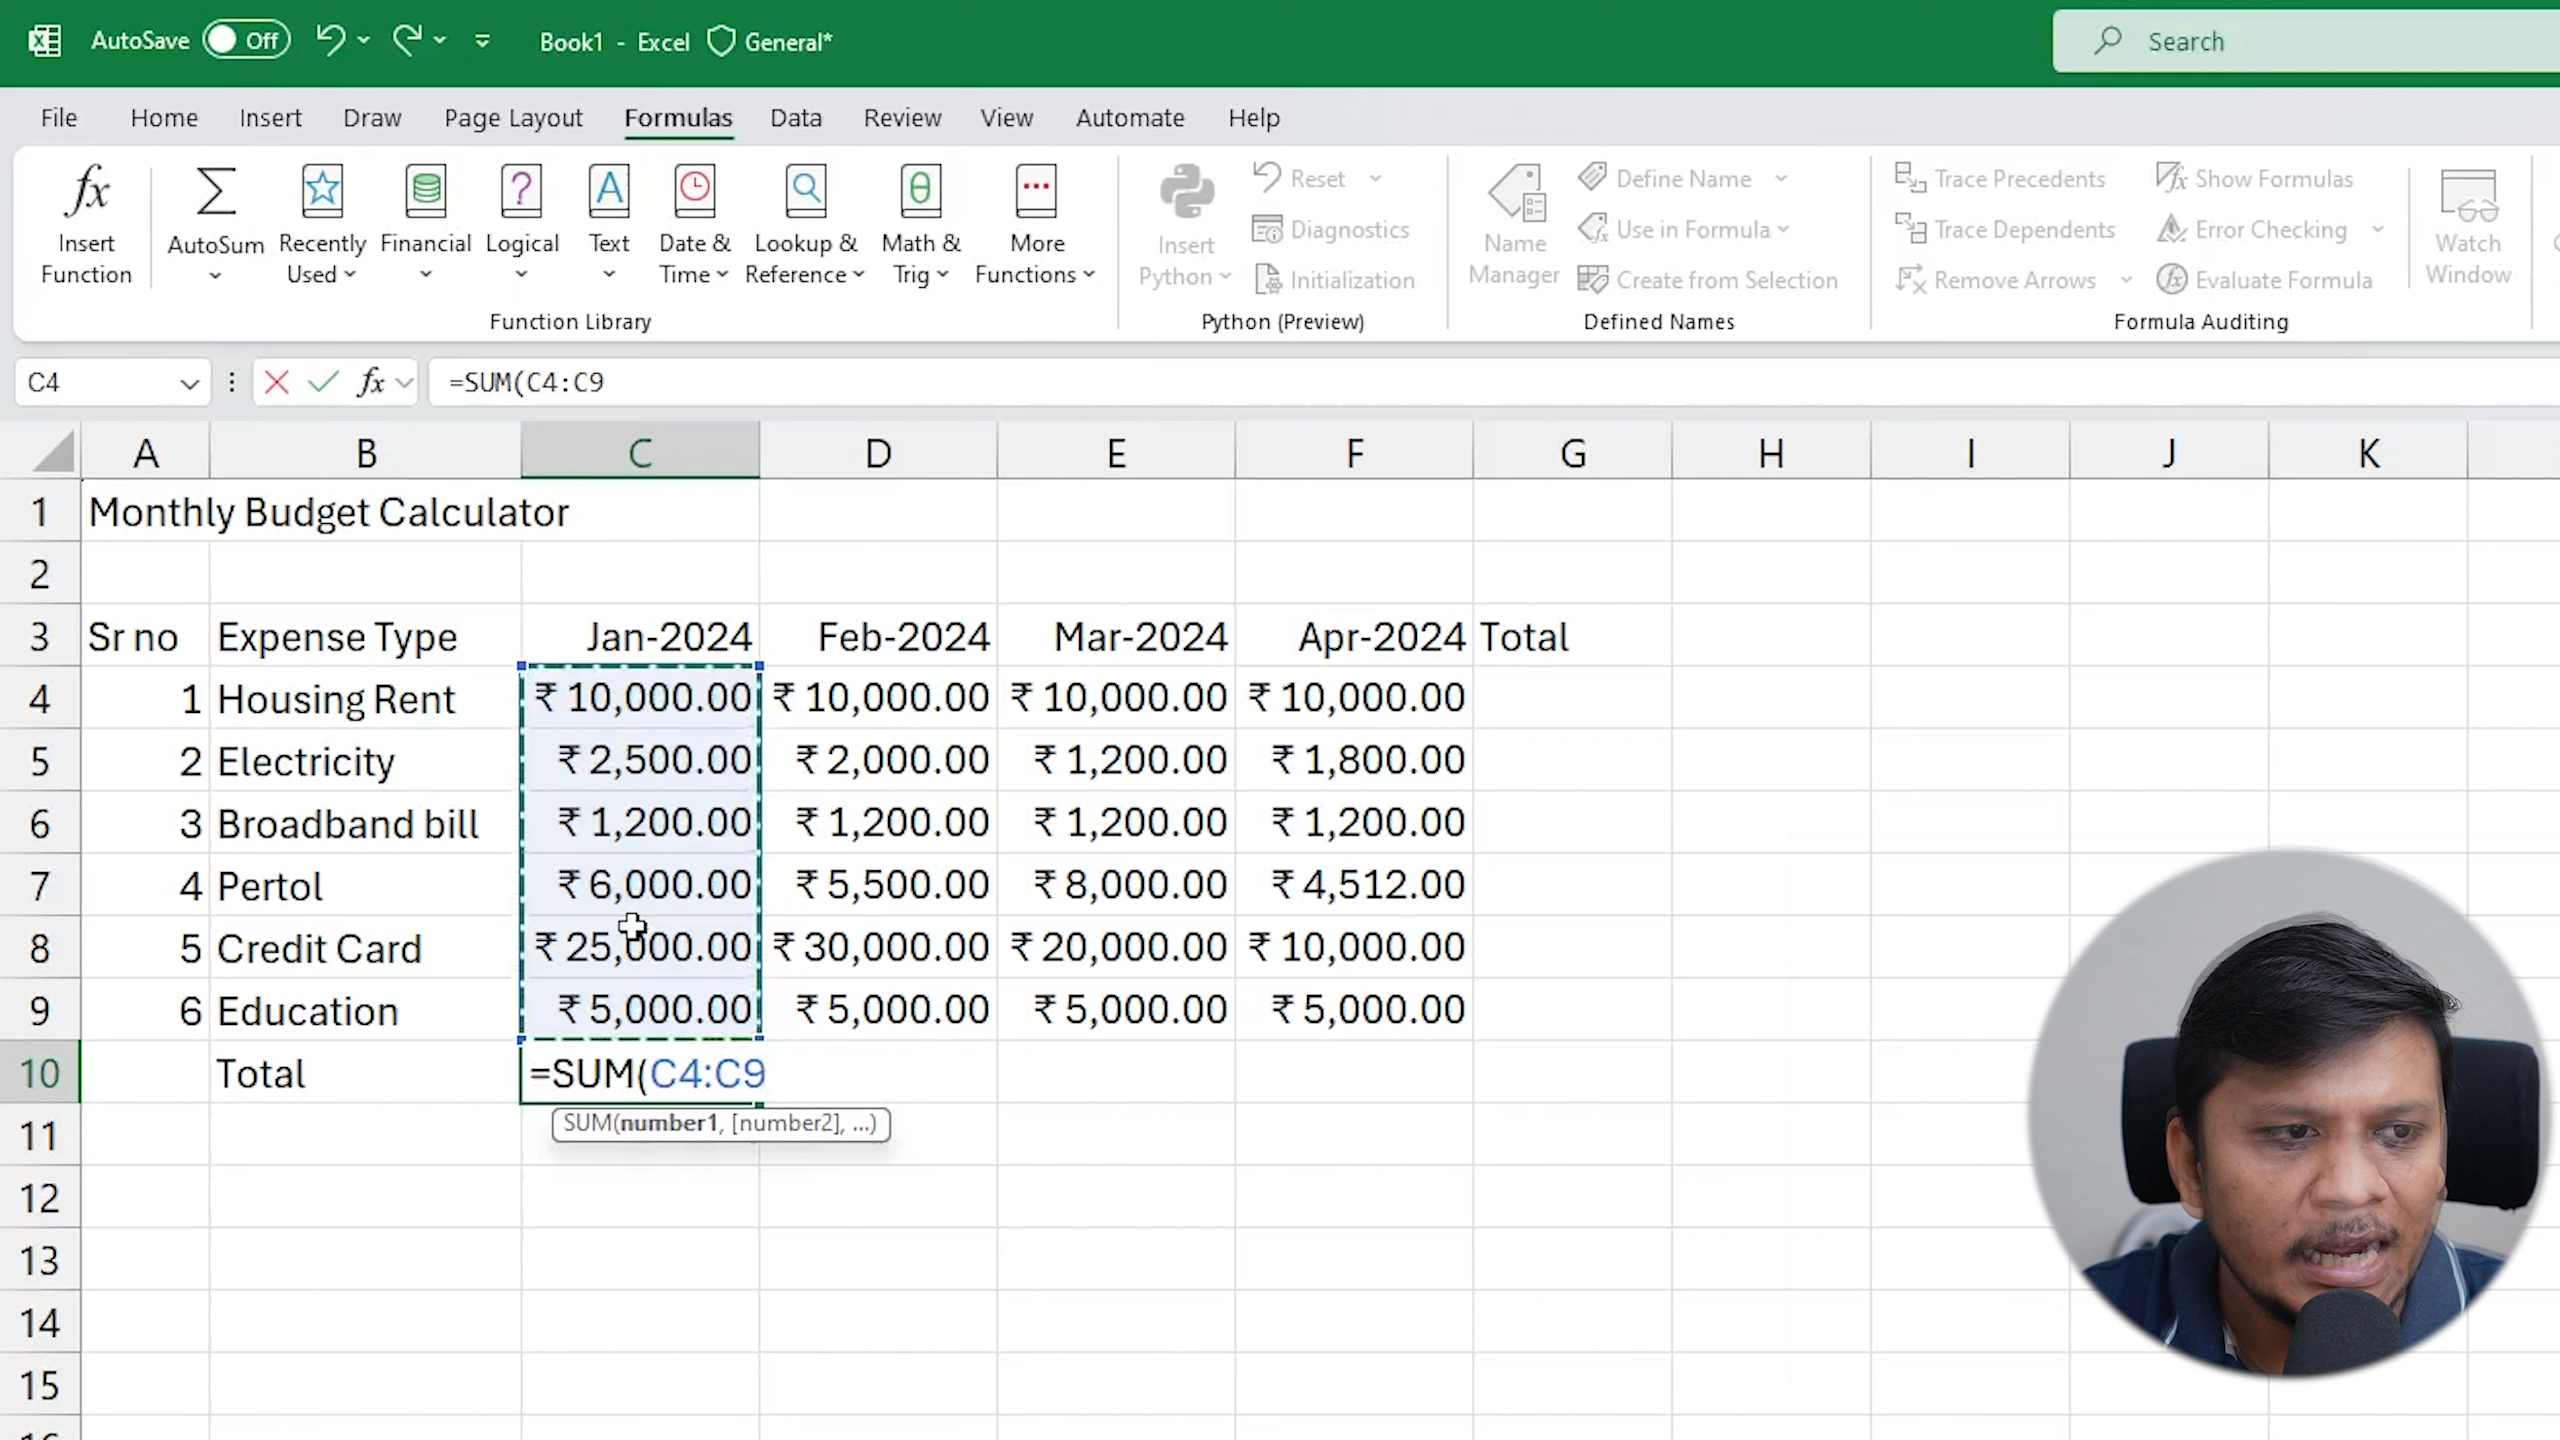 AutoSave Off Book1 - Excel General* Search
File Home Insert Draw Page Layout Formulas Data Review View Automate Help
Insert Function
AutoSum
Recently Used
Financial
Logical
Text
Date & Time
Lookup & Reference
Math & Trig
More Functions
Function Library
Insert Python
Reset
Diagnostics
Initialization
Python (Preview)
Name Manager
Define Name
Use in Formula
Create from Selection
Defined Names
Trace Precedents
Trace Dependents
Remove Arrows
Show Formulas
Error Checking
Evaluate Formula
Formula Auditing
Watch Window
C4 fx =SUM(C4:C9
A B C D E F G H I J K
1 Monthly Budget Calculator
2
3 Sr no Expense Type Jan-2024 Feb-2024 Mar-2024 Apr-2024 Total
4 1 Housing Rent ₹ 10,000.00 ₹ 10,000.00 ₹ 10,000.00 ₹ 10,000.00
5 2 Electricity ₹ 2,500.00 ₹ 2,000.00 ₹ 1,200.00 ₹ 1,800.00
6 3 Broadband bill ₹ 1,200.00 ₹ 1,200.00 ₹ 1,200.00 ₹ 1,200.00
7 4 Pertol ₹ 6,000.00 ₹ 5,500.00 ₹ 8,000.00 ₹ 4,512.00
8 5 Credit Card ₹ 25,000.00 ₹ 30,000.00 ₹ 20,000.00 ₹ 10,000.00
9 6 Education ₹ 5,000.00 ₹ 5,000.00 ₹ 5,000.00 ₹ 5,000.00
10 Total =SUM(C4:C9
SUM(number1, [number2], ...)
11
12
13
14
15